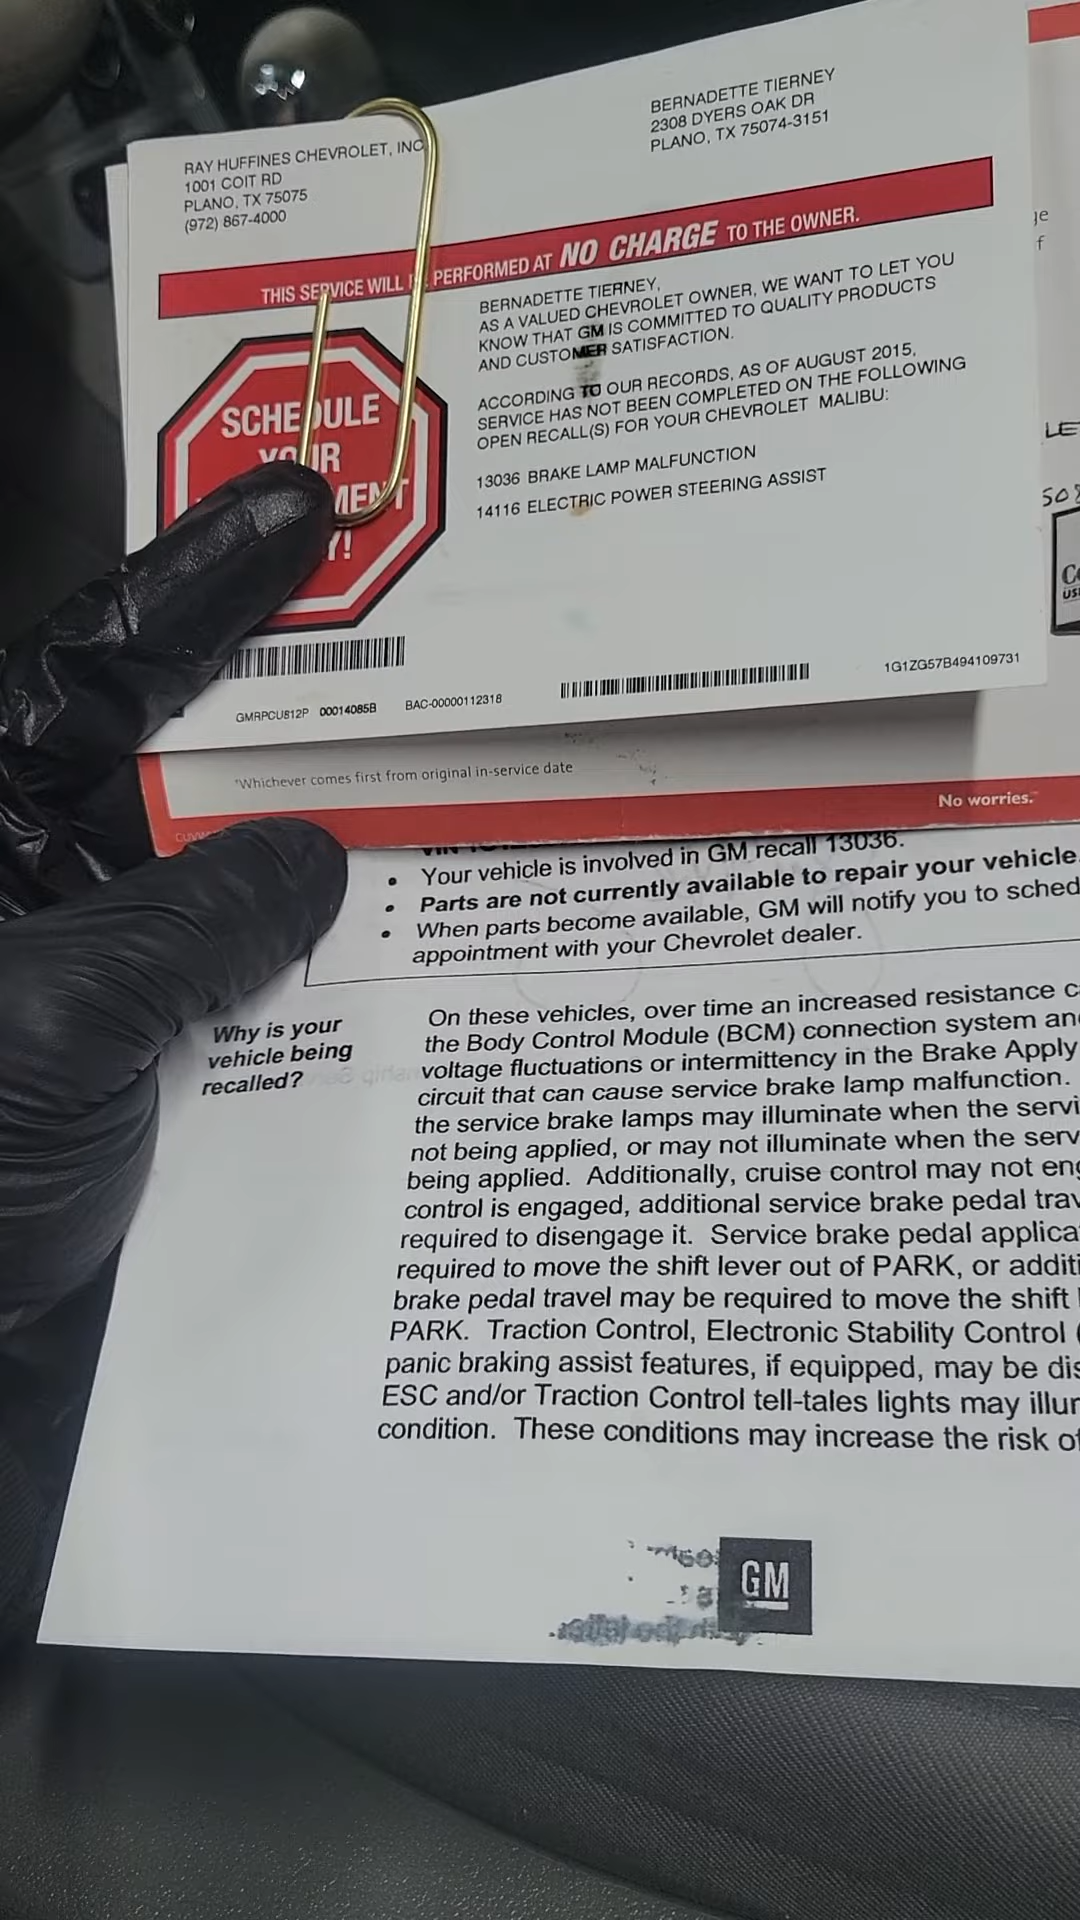 RAY HUFFINES CHEVROLET, INC
1001 COIT RD
PLANO, TX 75075
(972) 867-4000
BERNADETTE TIERNEY
2308 DYERS OAK DR
PLANO, TX 75074-3151
THIS SERVICE WILL PERFORMED AT NO CHARGE TO THE OWNER.
SCHEDULE
BERNADETTE TIERNEY,
AS A VALUED CHEVROLET OWNER, WE WANT TO LET YOU
KNOW THAT GM IS COMMITTED TO QUALITY PRODUCTS
AND CUSTOMER SATISFACTION.
ACCORDING TO OUR RECORDS, AS OF AUGUST 2015,
SERVICE HAS NOT BEEN COMPLETED ON THE FOLLOWING
OPEN RECALL(S) FOR YOUR CHEVROLET MALIBU:
13036 BRAKE LAMP MALFUNCTION
14116 ELECTRIC POWER STEERING ASSIST
GMRPCU812P 00014085B BAC-00000112318
1G1ZG57B494109731
*Whichever comes first from original in-service date
No worries.
Your vehicle is involved in GM recall 13036.
Parts are not currently available to repair your vehicle.
When parts become available, GM will notify you to sched
appointment with your Chevrolet dealer.
Why is your
vehicle being
recalled?
On these vehicles, over time an increased resistance c
the Body Control Module (BCM) connection system and
voltage fluctuations or intermittency in the Brake Apply
circuit that can cause service brake lamp malfunction.
the service brake lamps may illuminate when the servi
not being applied, or may not illuminate when the serv
being applied. Additionally, cruise control may not eng
control is engaged, additional service brake pedal trav
required to disengage it. Service brake pedal applica
required to move the shift lever out of PARK, or additi
brake pedal travel may be required to move the shift
PARK. Traction Control, Electronic Stability Control (
panic braking assist features, if equipped, may be dis
ESC and/or Traction Control tell-tales lights may illum
condition. These conditions may increase the risk of
GM